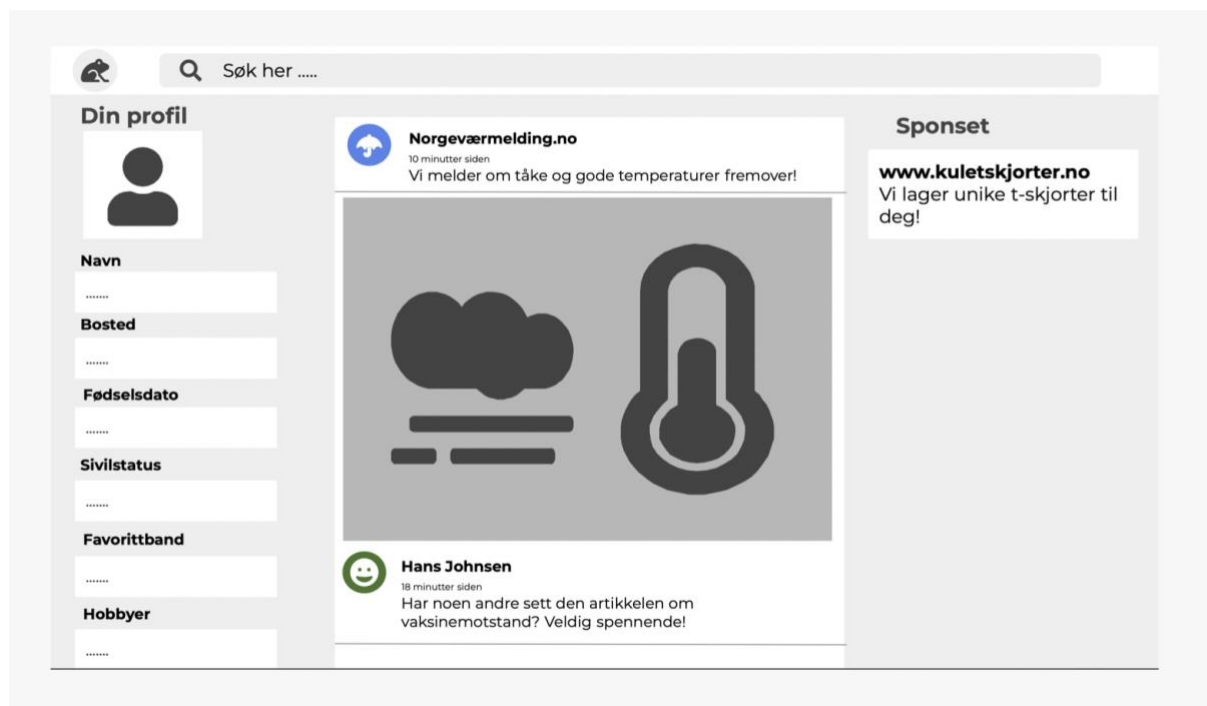 Søk her .....
Din profil
Navn
.......
Bosted
.......
Fødselsdato
.......
Sivilstatus
.......
Favorittband
.......
Hobbyer
.......
Norgeværmelding.no
10 minutter siden
Vi melder om tåke og gode temperaturer fremover!
Hans Johnsen
18 minutter siden
Har noen andre sett den artikkelen om
vaksinemotstand? Veldig spennende!
Sponset
www.kuletskjorter.no
Vi lager unike t-skjorter til
deg!